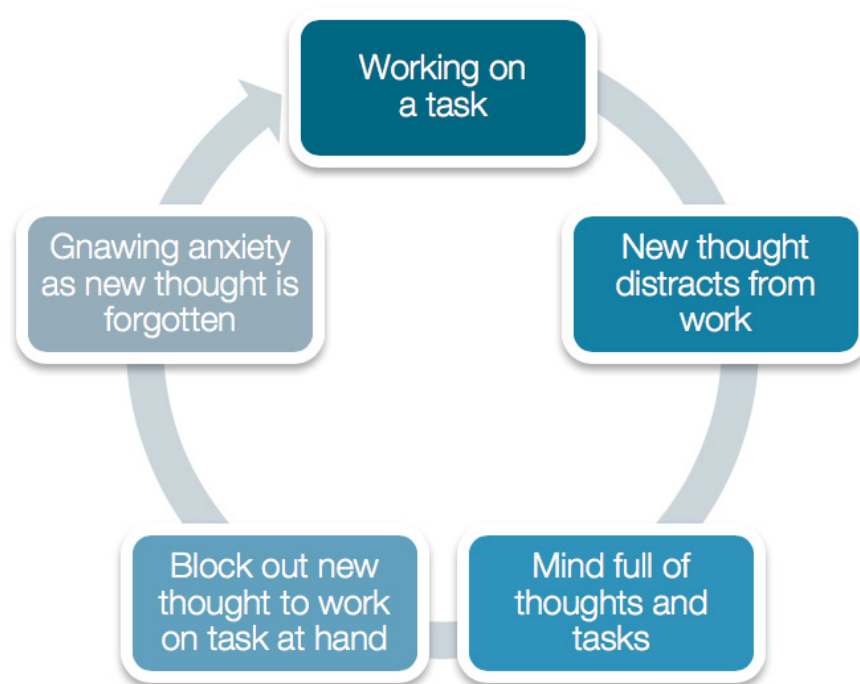 Working on
a task
New thought
distracts from
work
Mind full of
thoughts and
tasks
Block out new
thought to work
on task at hand
Gnawing anxiety
as new thought is
forgotten